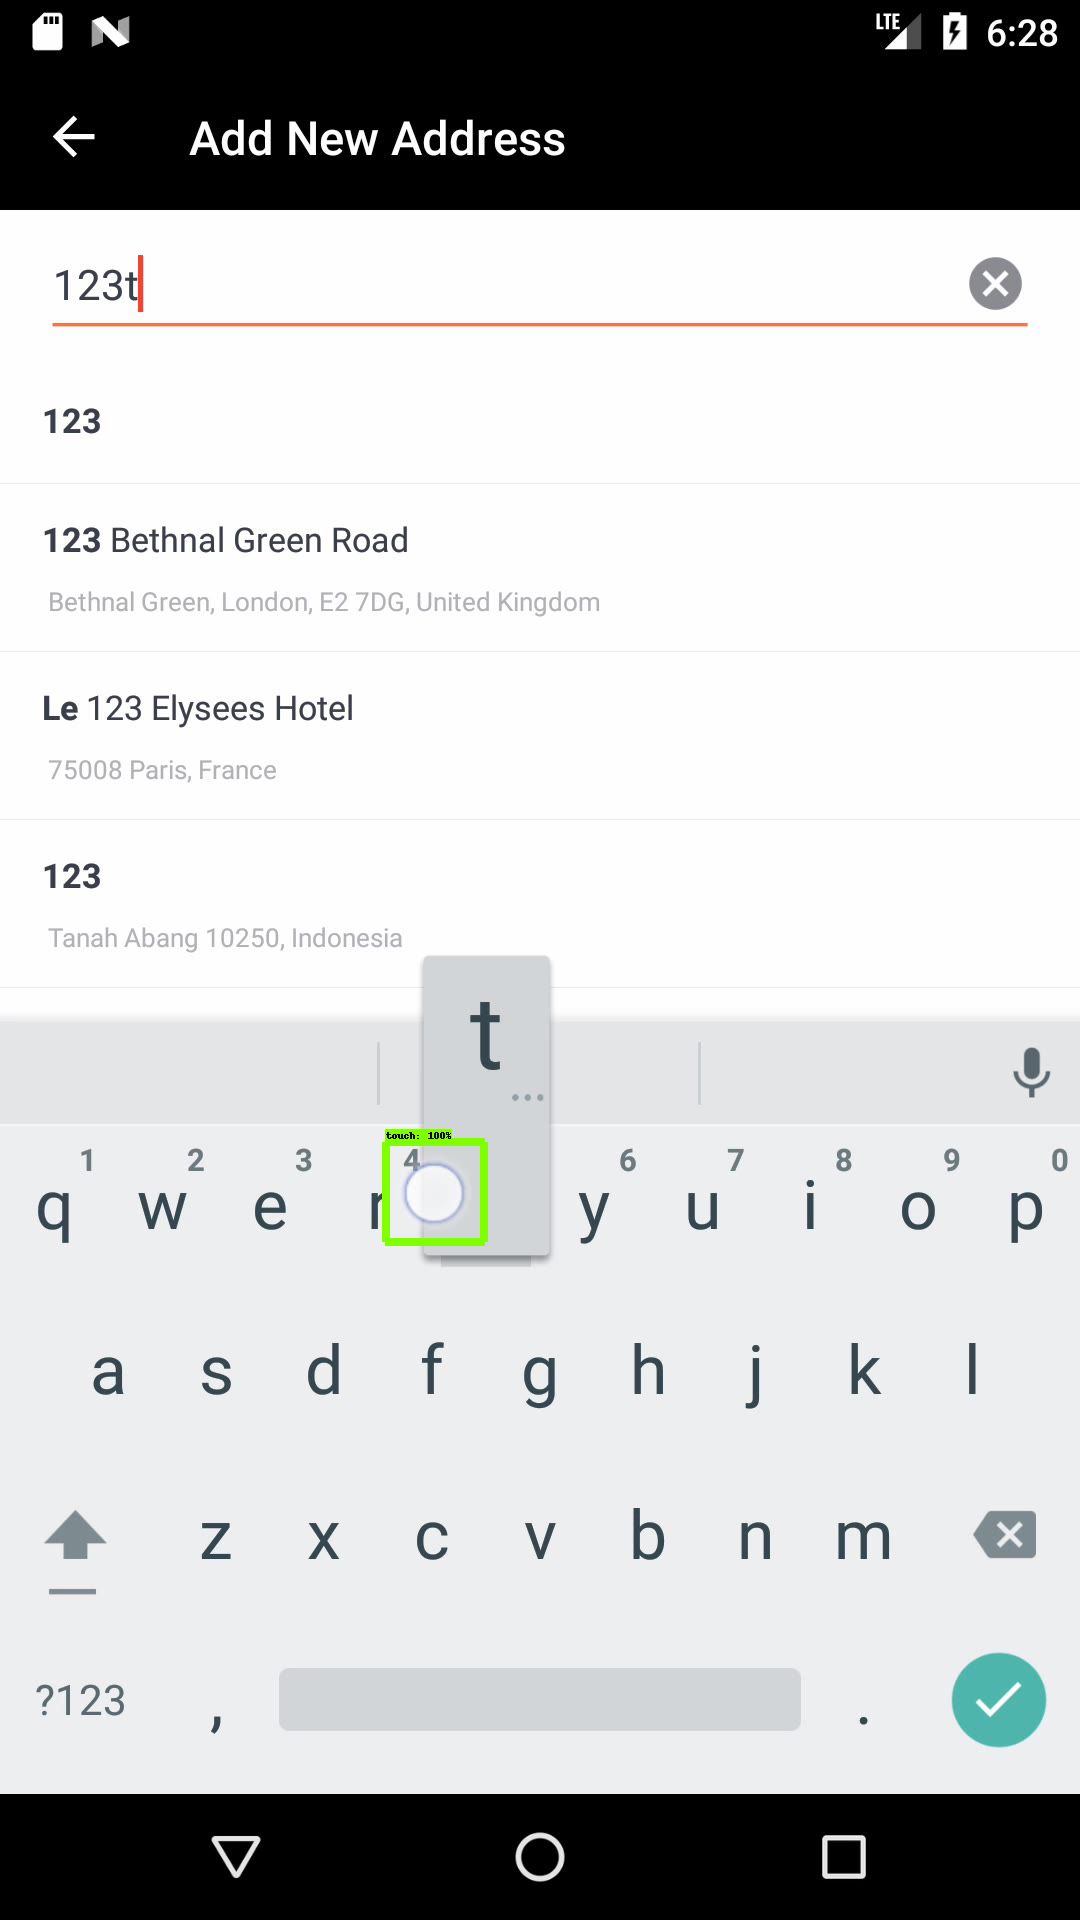 LTE 6:28
Add New Address
123t
123
123 Bethnal Green Road
Bethnal Green, London, E2 7DG, United Kingdom
Le 123 Elysees Hotel
75008 Paris, France
123
Tanah Abang 10250, Indonesia
t
...
touch: 100%
1 2 3 4 6 7 8 9 0
q w e r y u i o p
a s d f g h j k l
z x c v b n m
?123 , .